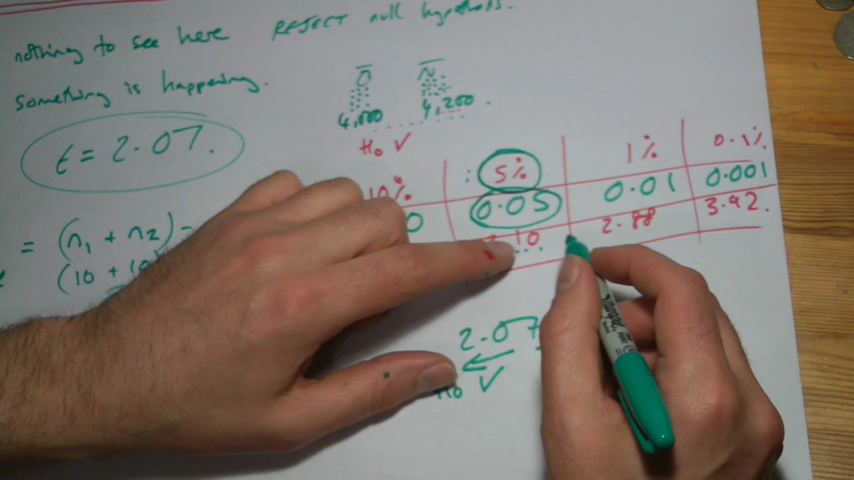 nothing to see here REJECT null hypothesis.
something is happening.
O N
4,000 4,200.
t = 2.07.
H₀ ✓
10% : 5% 1% 0.1%
0 0.05 0.01 0.001
10 2.88 3.92.
= (n₁ + n₂) -
(10 + 10
2.07
H₀ ✓